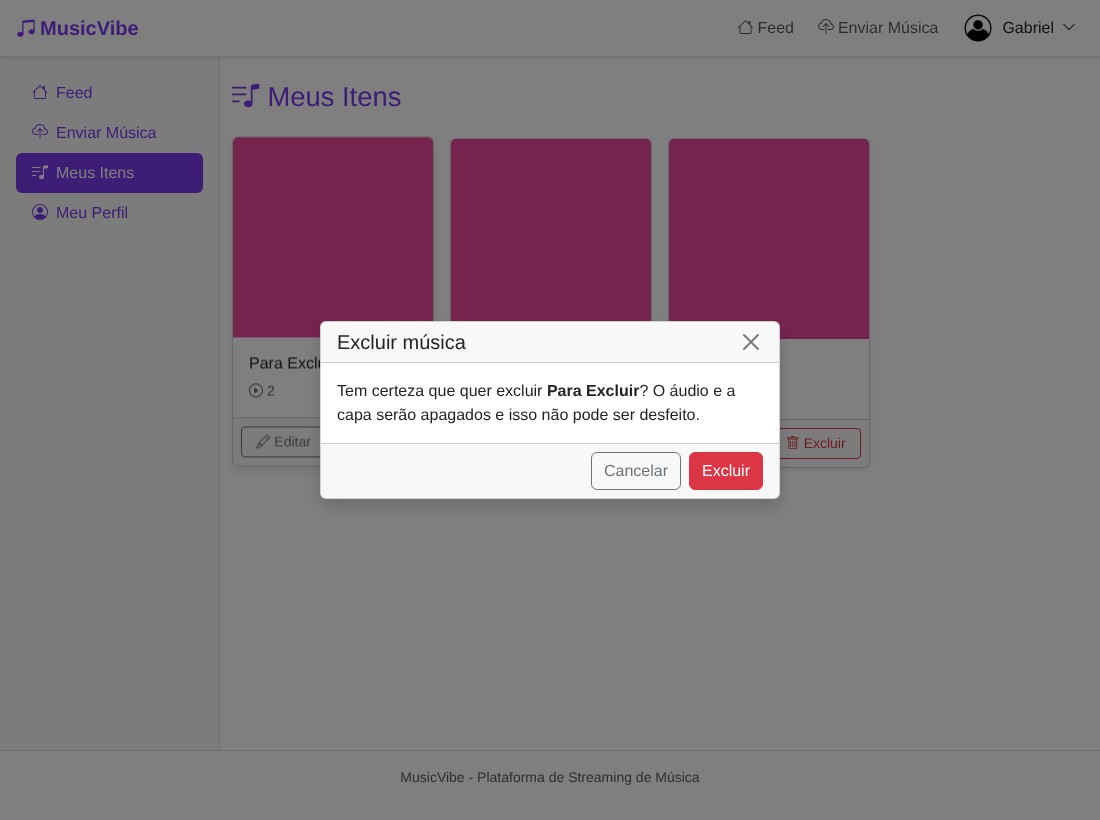 MusicVibe
Feed
Enviar Música
Gabriel
Feed
Enviar Música
Meus Itens
Meu Perfil
Meus Itens
Para Exclu
2
Editar
Excluir
Excluir música
Tem certeza que quer excluir Para Excluir? O áudio e a
capa serão apagados e isso não pode ser desfeito.
Cancelar
Excluir
MusicVibe - Plataforma de Streaming de Música